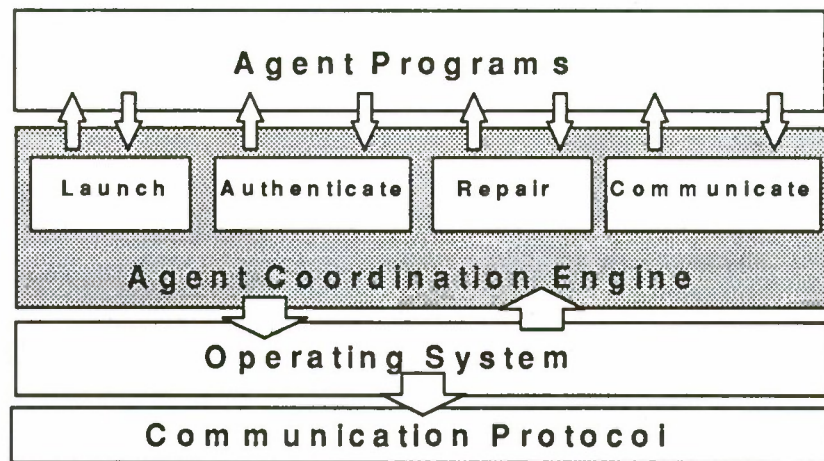 Agent Programs
Launch Authenticate Repair Communicate
Agent Coordination Engine
Operating System
Communication Protocol